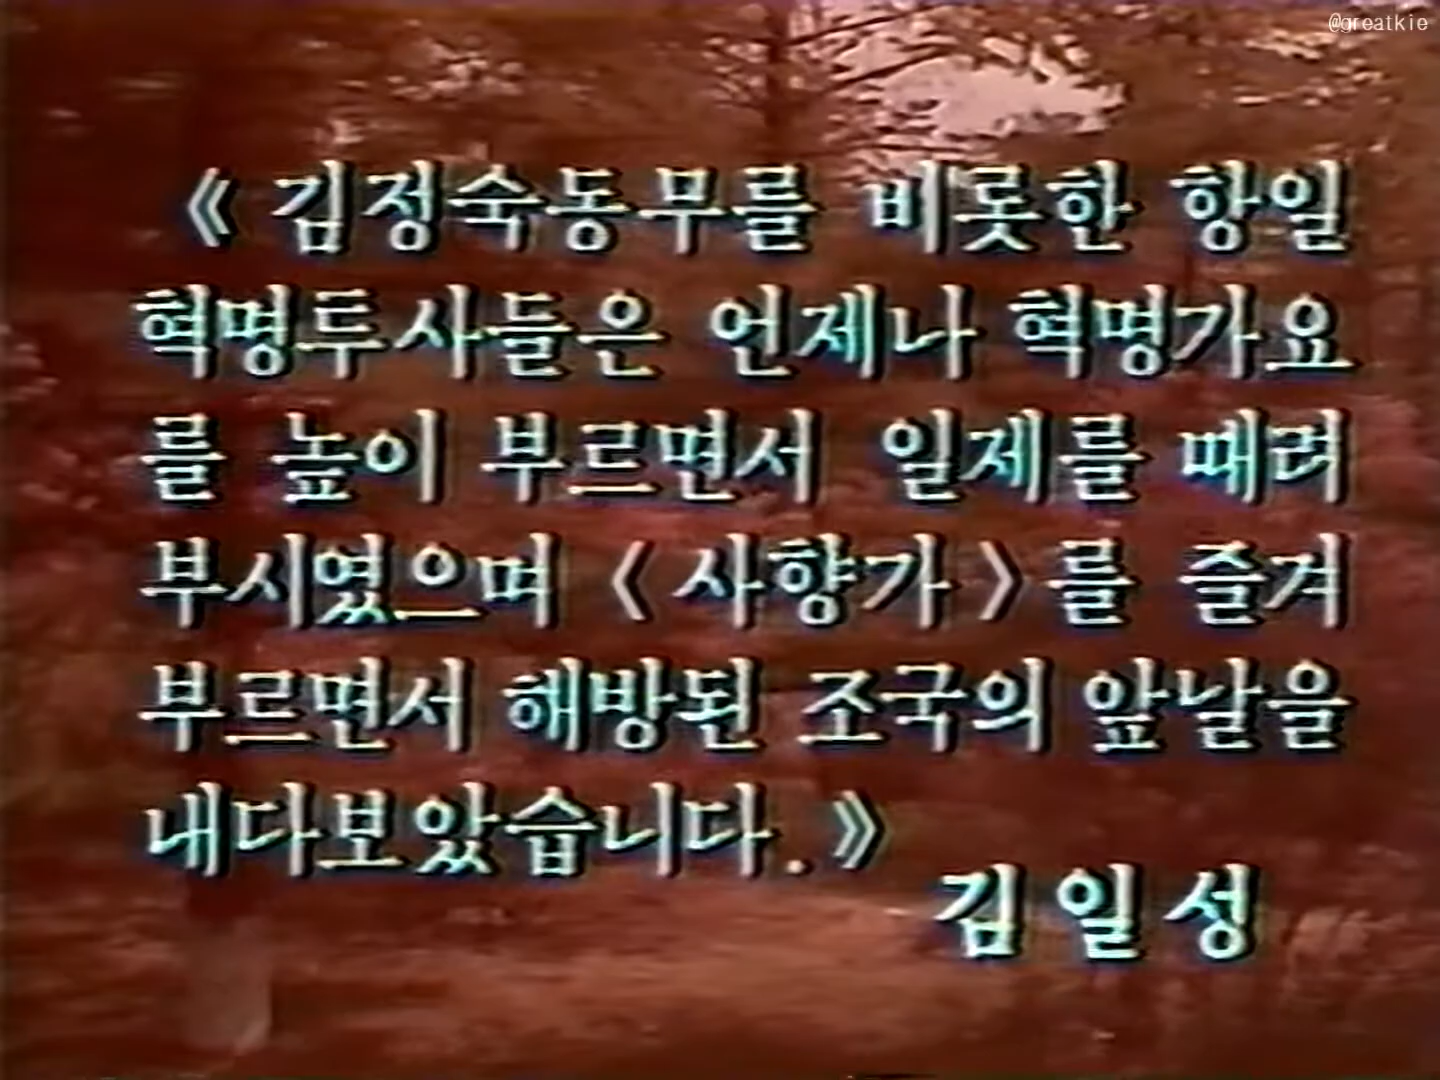 @greatkie
《김정숙동무를 비롯한 항일
혁명투사들은 언제나 혁명가요
를 높이 부르면서 일제를 때려
부시였으며 〈사향가〉를 즐겨
부르면서 해방된 조국의 앞날을
내다보았습니다.》
김일성